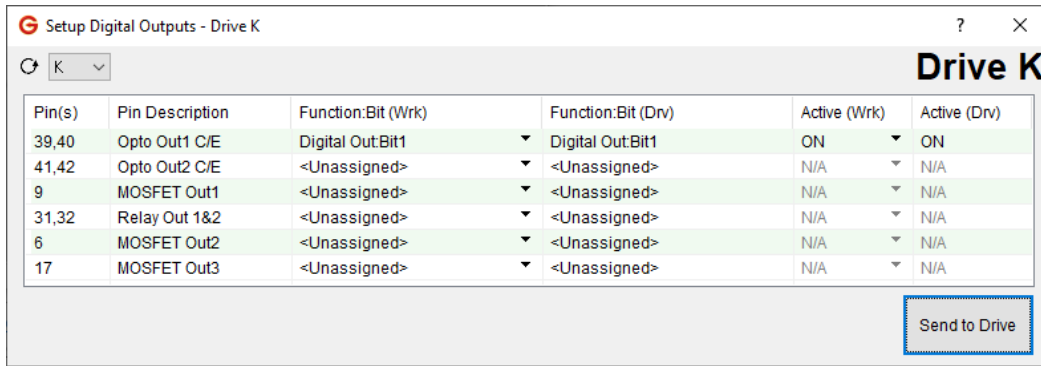 G Setup Digital Outputs - Drive K ?
K Drive K
Pin(s) Pin Description Function:Bit (Wrk) Function:Bit (Drv) Active (Wrk) Active (Drv)
39,40 Opto Out1 C/E Digital Out:Bit1 Digital Out:Bit1 ON ON
41,42 Opto Out2 C/E <Unassigned> <Unassigned> N/A N/A
9 MOSFET Out1 <Unassigned> <Unassigned> N/A N/A
31,32 Relay Out 1&2 <Unassigned> <Unassigned> N/A N/A
6 MOSFET Out2 <Unassigned> <Unassigned> N/A N/A
17 MOSFET Out3 <Unassigned> <Unassigned> N/A N/A
Send to Drive